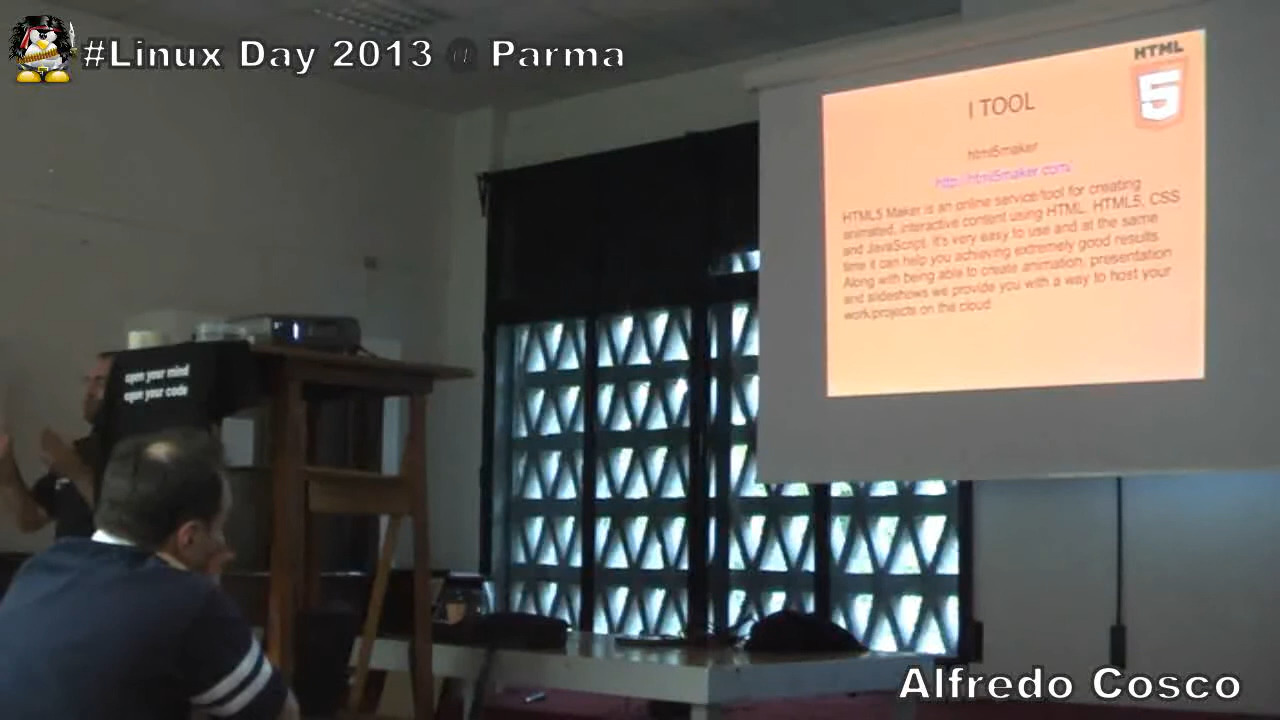 #Linux Day 2013 @ Parma
HTML
5
I TOOL
html5maker
http://html5maker.com/
HTML5 Maker is an online service/tool for creating
animated, interactive content using HTML, HTML5, CSS
and JavaScript. It's very easy to use and at the same
time it can help you achieving extremely good results.
Along with being able to create animation, presentation
and slideshows we provide you with a way to host your
work/projects on the cloud
open your mind
open your code
Alfredo Cosco